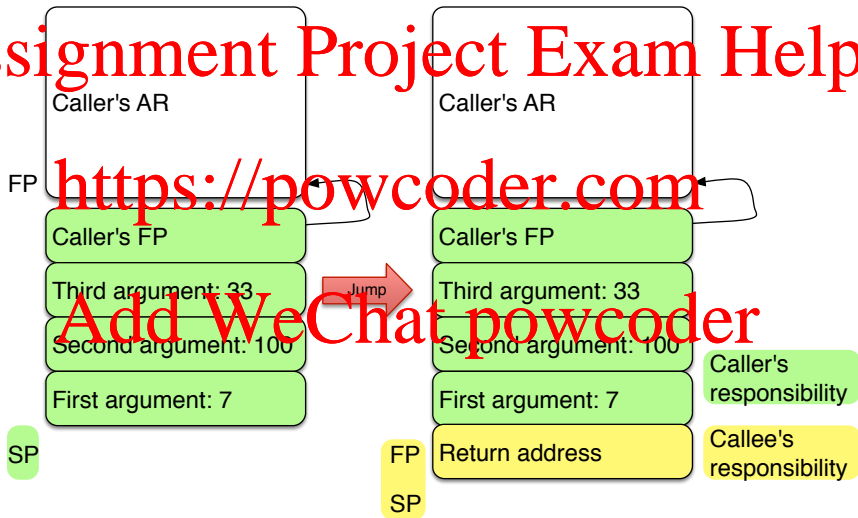 ssignment Project Exam Help
Caller's AR
Caller's AR
FP
https://powcoder.com
Caller's FP
Caller's FP
Third argument: 33
Jump
Third argument: 33
Add WeChat powcoder
Second argument: 100
Second argument: 100
Caller's
responsibility
First argument: 7
First argument: 7
SP
FP
Return address
Callee's
responsibility
SP